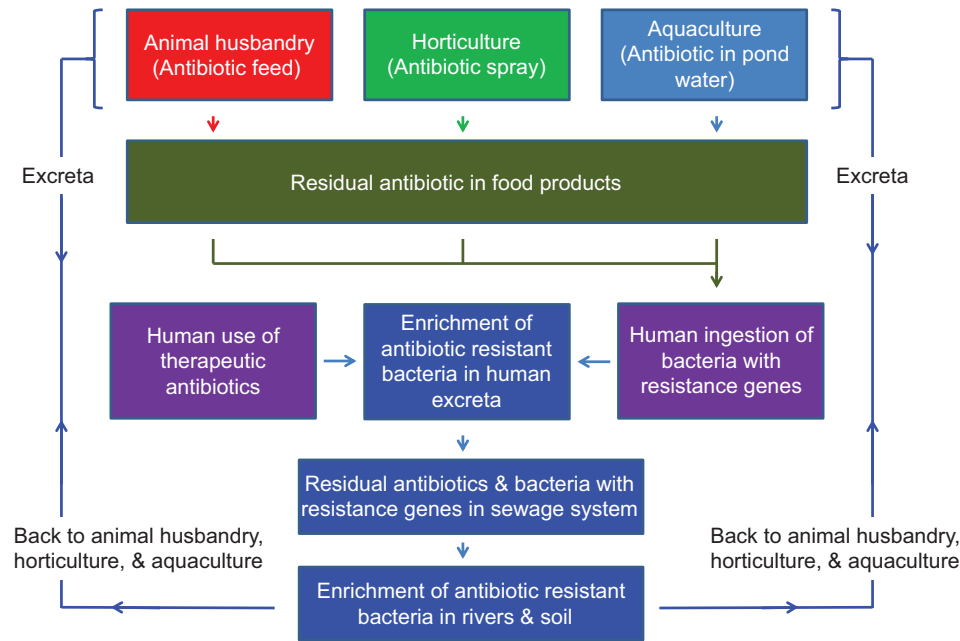 Animal husbandry
(Antibiotic feed)
Horticulture
(Antibiotic spray)
Aquaculture
(Antibiotic in pond
water)
Excreta
Residual antibiotic in food products
Excreta
Human use of
therapeutic
antibiotics
Enrichment of
antibiotic resistant
bacteria in human
excreta
Human ingestion of
bacteria with
resistance genes
Residual antibiotics & bacteria with
resistance genes in sewage system
Back to animal husbandry,
horticulture, & aquaculture
Back to animal husbandry,
horticulture, & aquaculture
Enrichment of antibiotic resistant
bacteria in rivers & soil